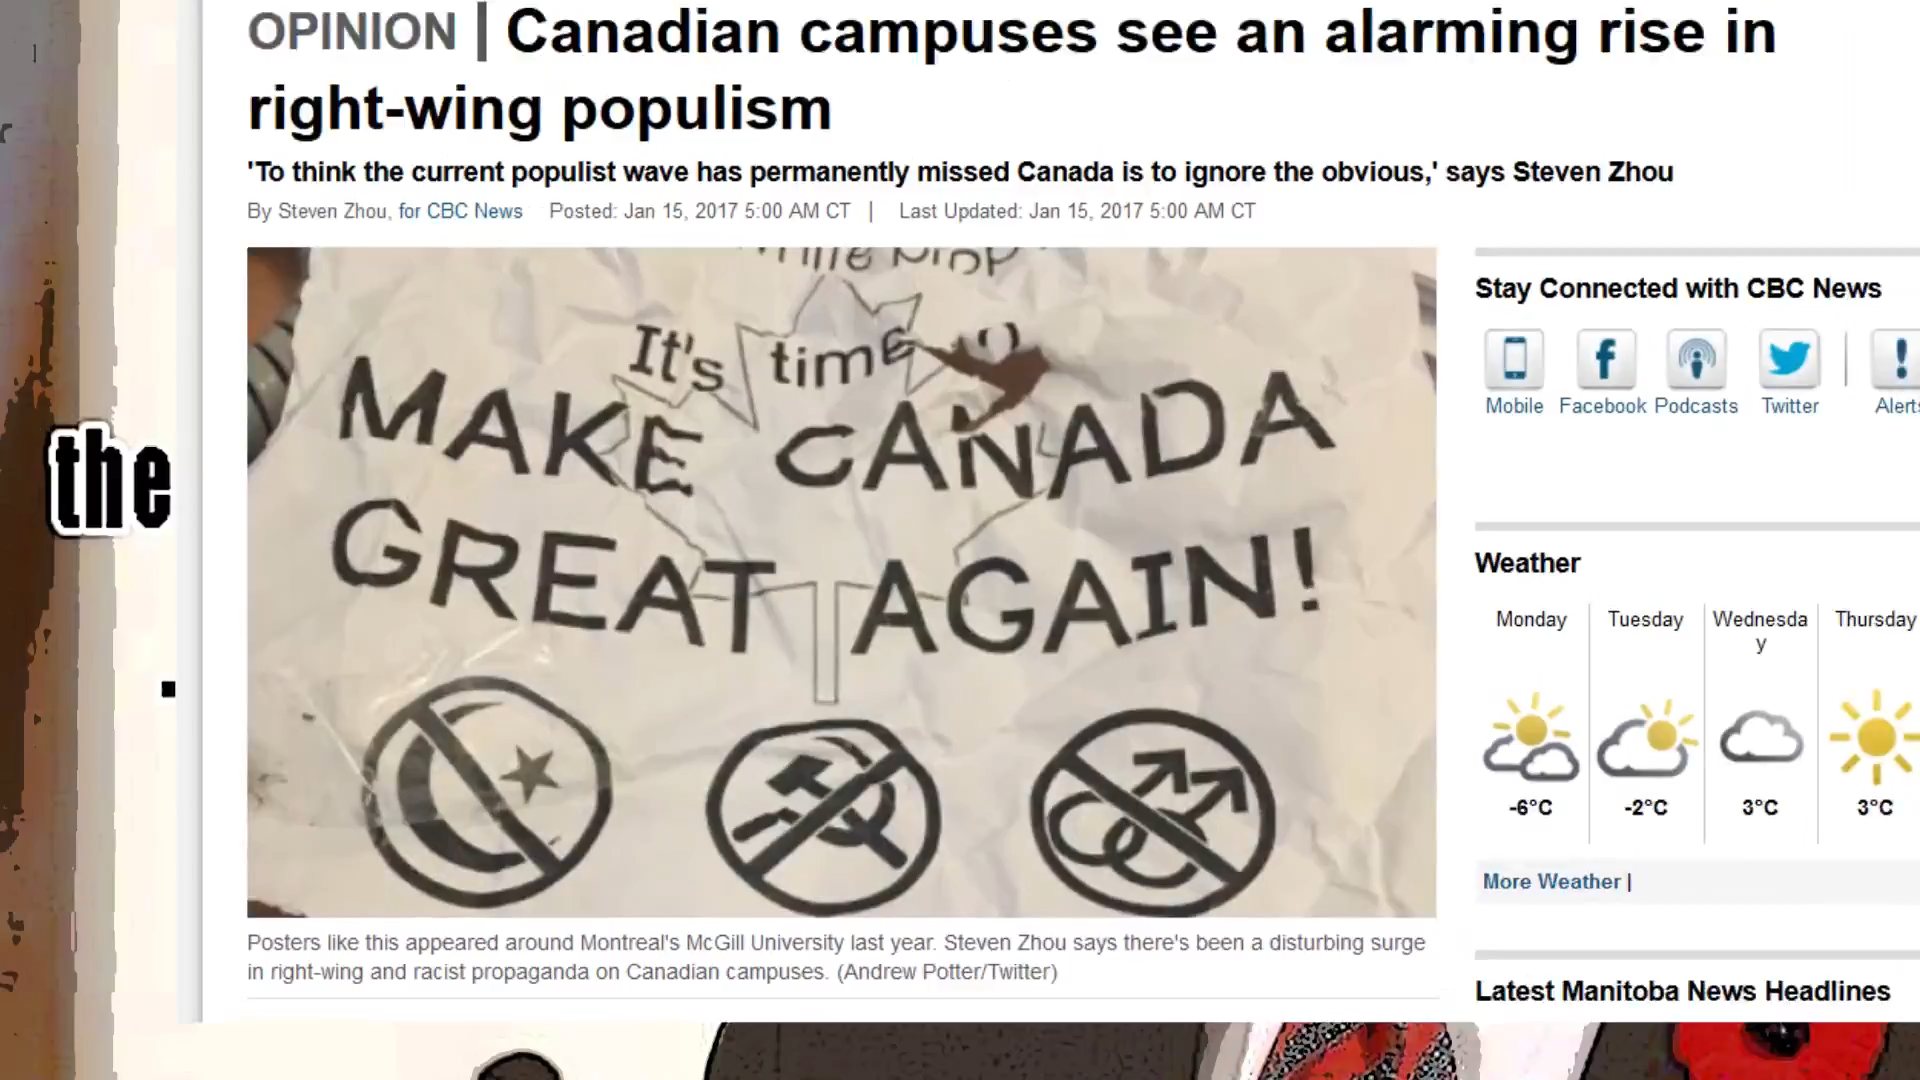 OPINION | Canadian campuses see an alarming rise in
right-wing populism
'To think the current populist wave has permanently missed Canada is to ignore the obvious,' says Steven Zhou
By Steven Zhou, for CBC News Posted: Jan 15, 2017 5:00 AM CT | Last Updated: Jan 15, 2017 5:00 AM CT
It's time
MAKE CANADA
GREAT AGAIN!
Posters like this appeared around Montreal's McGill University last year. Steven Zhou says there's been a disturbing surge
in right-wing and racist propaganda on Canadian campuses. (Andrew Potter/Twitter)
the
Stay Connected with CBC News
Mobile Facebook Podcasts Twitter Alerts
Weather
Monday Tuesday Wednesda Thursday
y
-6°C -2°C 3°C 3°C
More Weather |
Latest Manitoba News Headlines